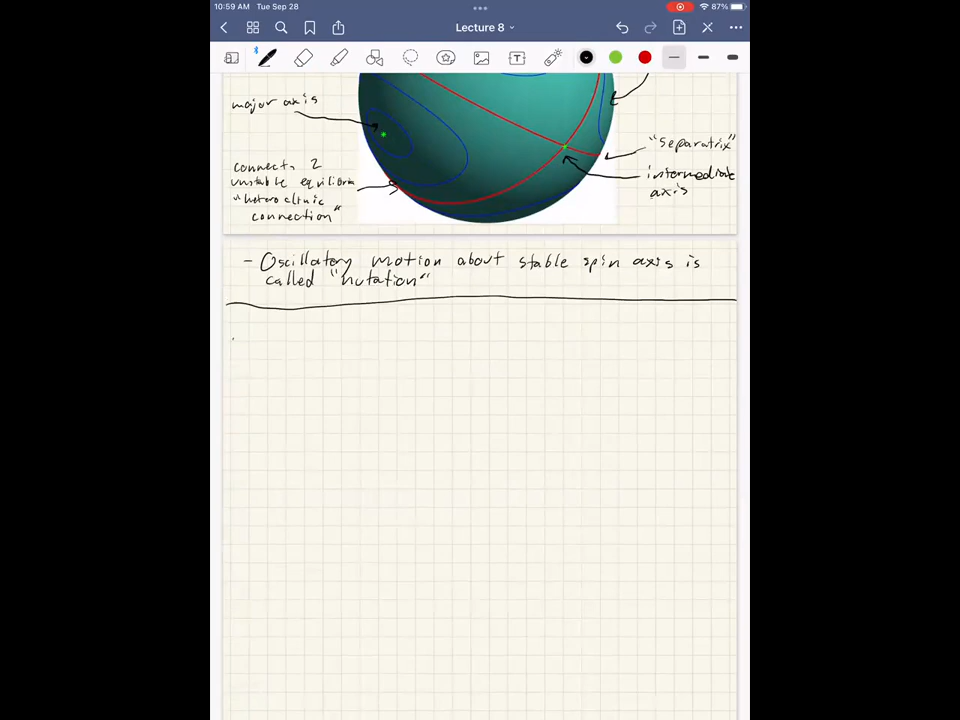 10:59 AM Tue Sep 28
87%
Lecture 8
major axis
"separatrix"
intermediate
axis
connects 2
unstable equilibria
"heteroclinic
connection"
- Oscillatory motion about stable spin axis is
called "nutation"